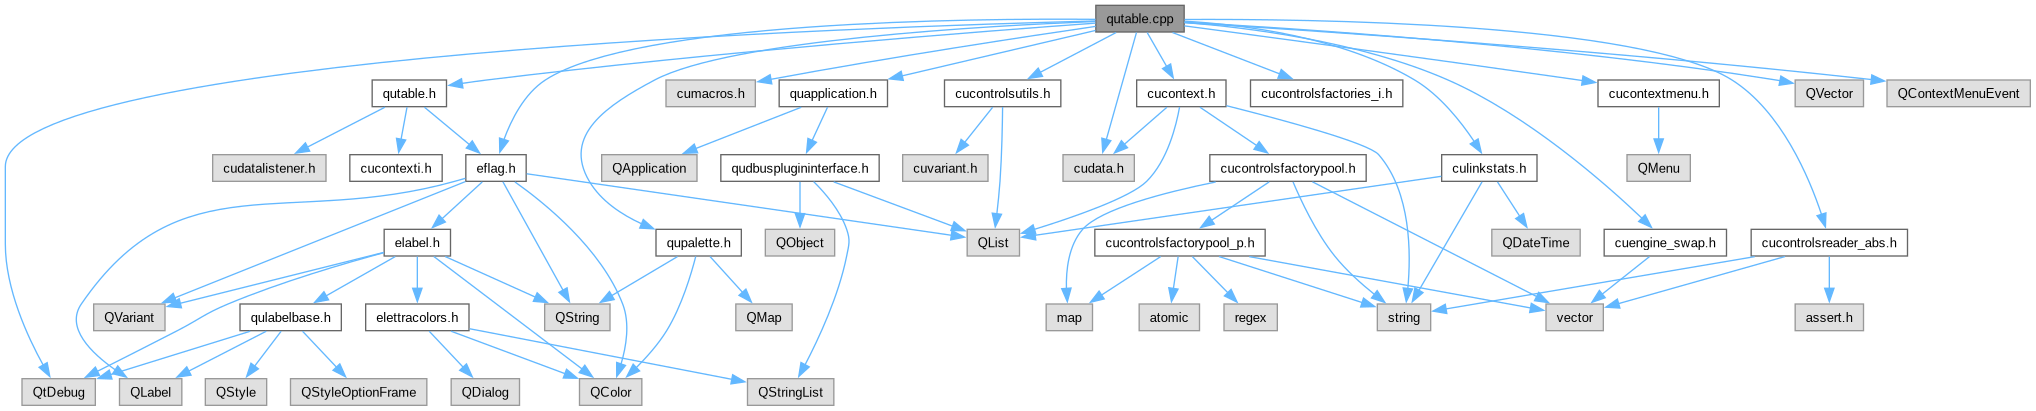 qutable.cpp
qutable.h
cumacros.h
quapplication.h
cucontrolsutils.h
cucontext.h
cucontrolsfactories_i.h
cucontextmenu.h
QVector
QContextMenuEvent
cudatalistener.h
cucontexti.h
eflag.h
QApplication
qudbusplugininterface.h
cuvariant.h
cudata.h
cucontrolsfactorypool.h
culinkstats.h
QMenu
elabel.h
qupalette.h
QObject
QList
cucontrolsfactorypool_p.h
QDateTime
cuengine_swap.h
cucontrolsreader_abs.h
QVariant
qulabelbase.h
elettracolors.h
QString
QMap
map
atomic
regex
string
vector
assert.h
QtDebug
QLabel
QStyle
QStyleOptionFrame
QDialog
QColor
QStringList